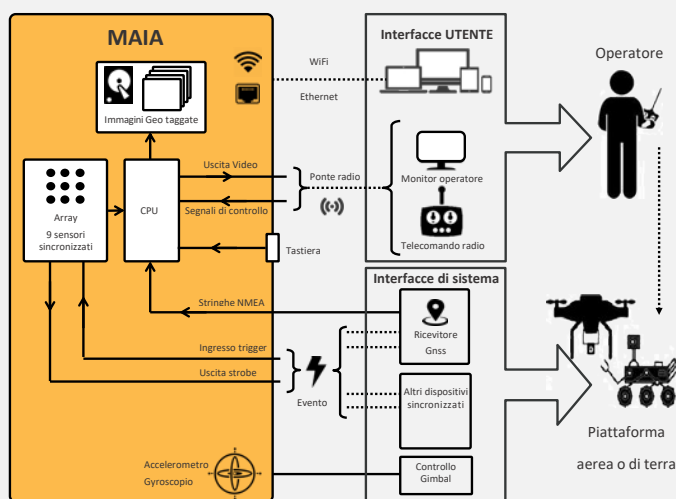 MAIA
Interfacce UTENTE
Operatore
WiFi
Ethernet
Immagini Geo taggate
Uscita Video
Ponte radio
Monitor operatore
Segnali di controllo
Telecomando radio
Array
9 sensori
sincronizzati
CPU
Tastiera
Interfacce di sistema
Stringhe NMEA
Ricevitore
Gnss
Ingresso trigger
Uscita strobe
Evento
Altri dispositivi
sincronizzati
Piattaforma
aerea o di terra
Accelerometro
Gyroscopio
Controllo
Gimbal